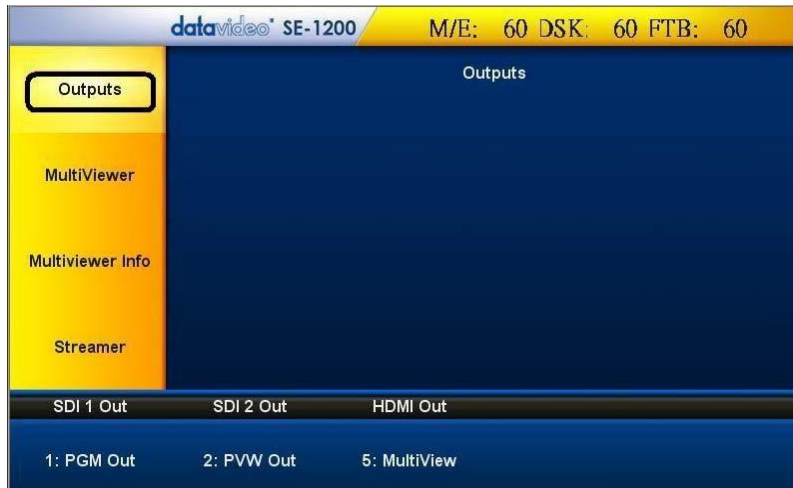 datavideo SE-1200 M/E: 60 DSK: 60 FTB: 60
Outputs
Outputs
MultiViewer
Multiviewer Info
Streamer
SDI 1 Out SDI 2 Out HDMI Out
1: PGM Out 2: PVW Out 5: MultiView